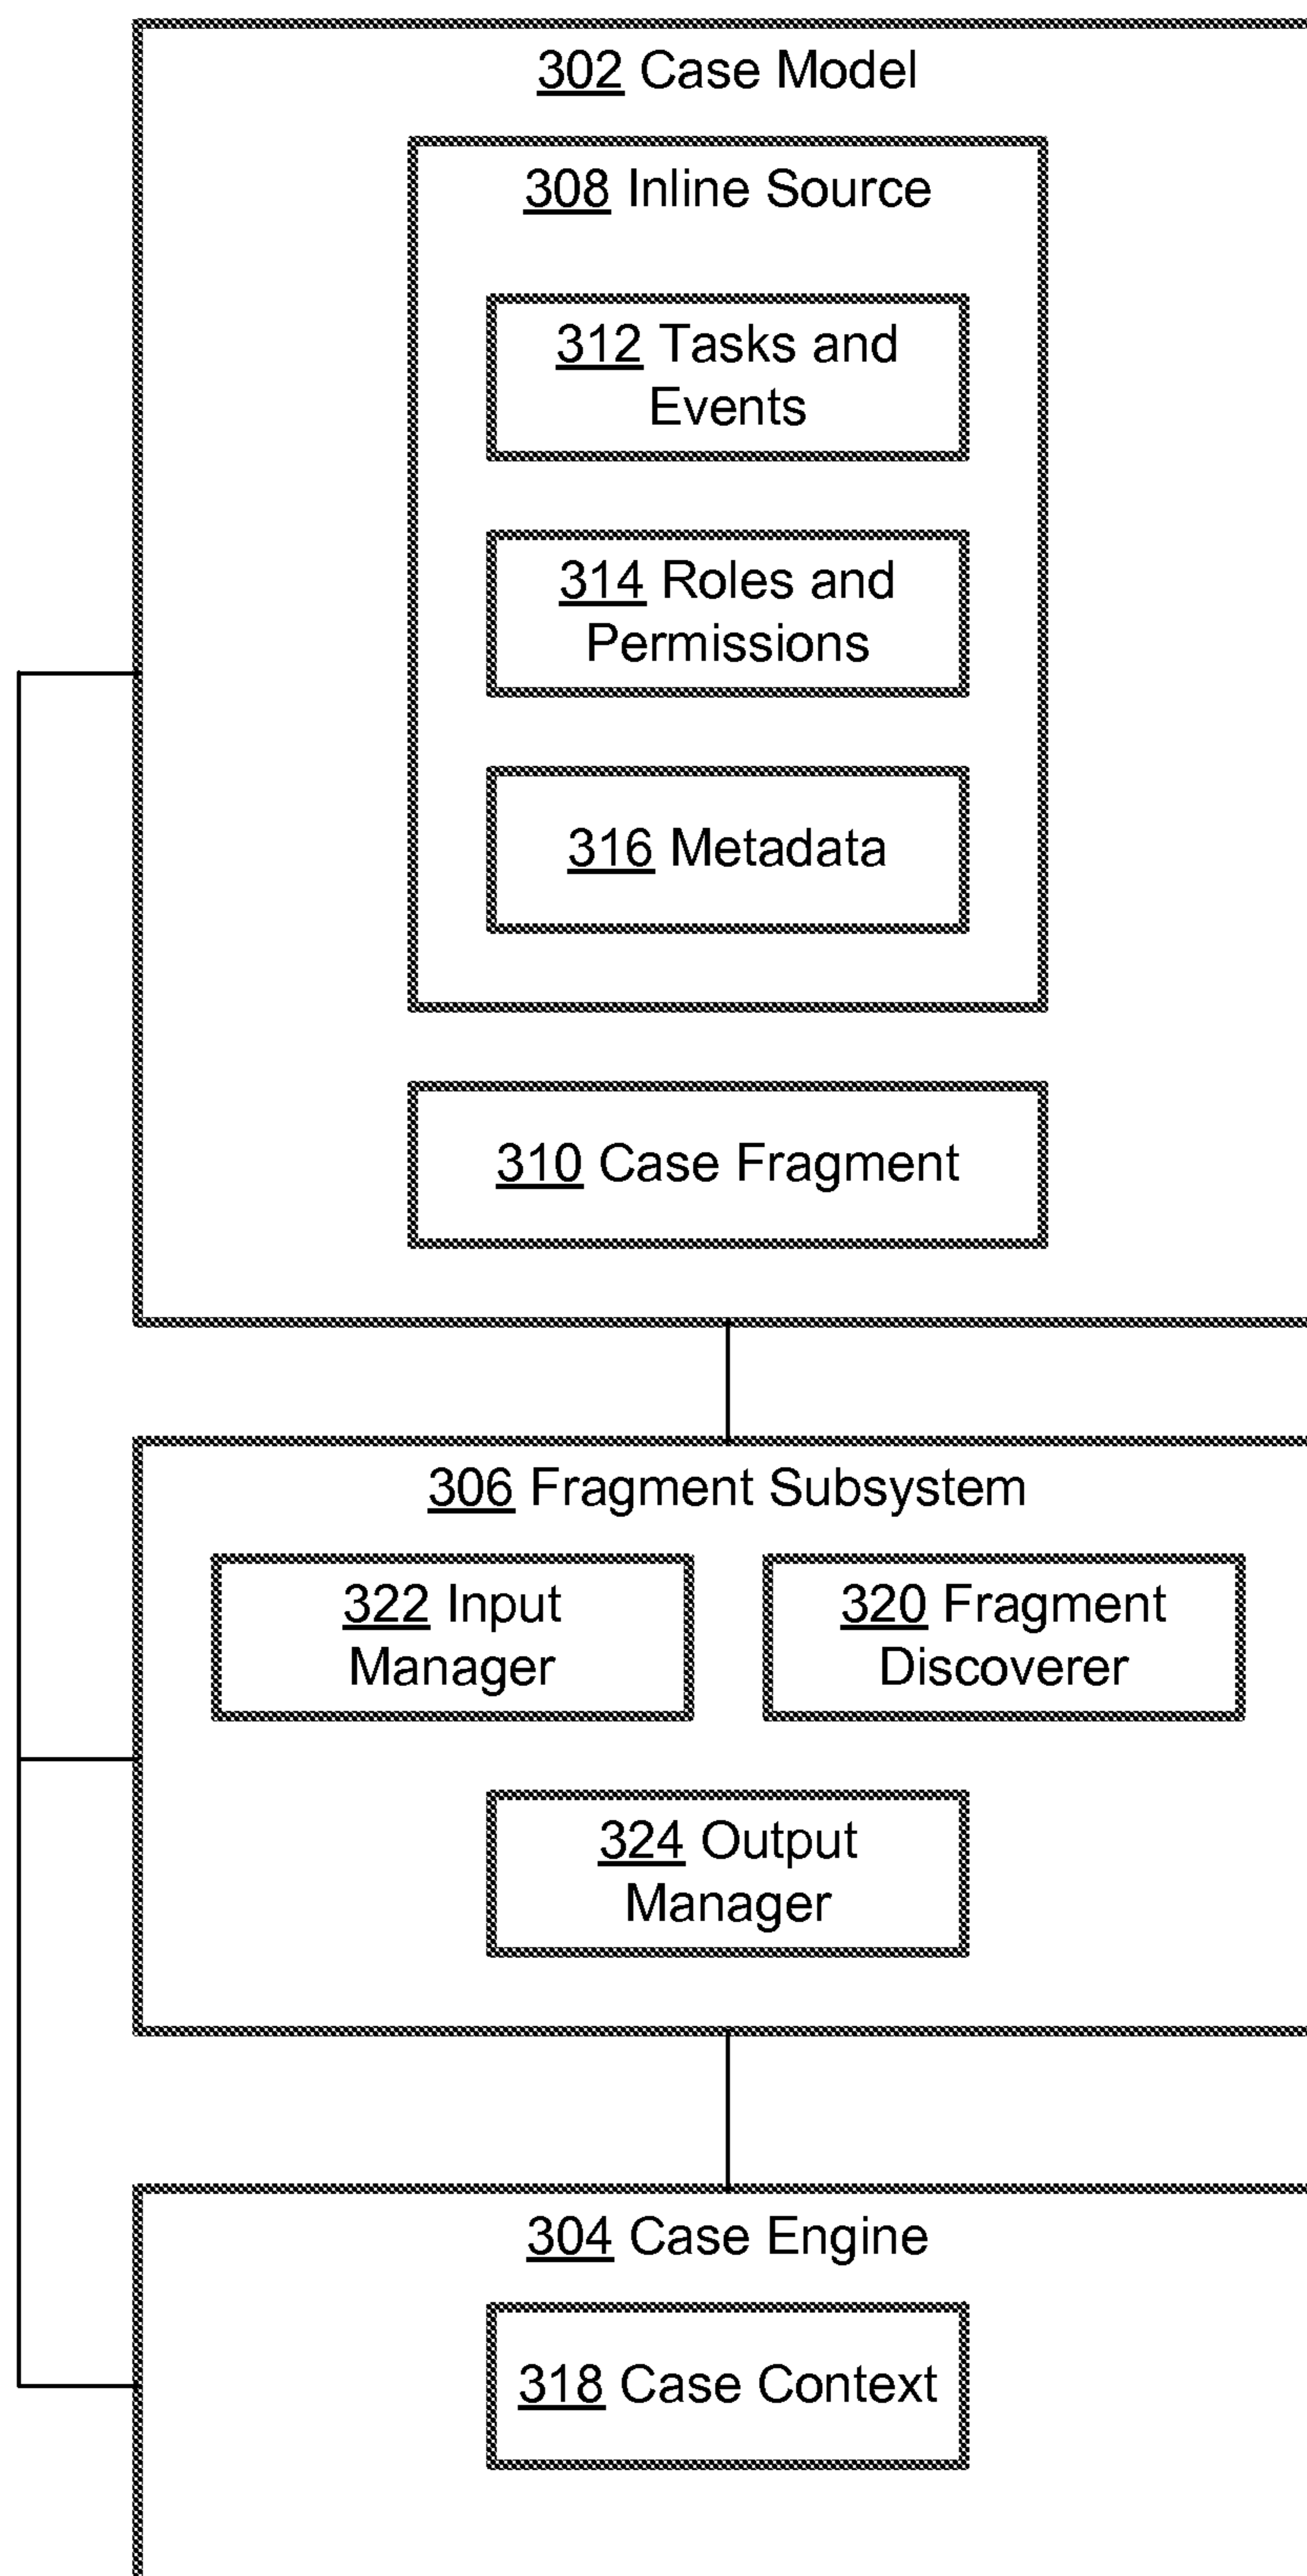 302 Case Model
308 Inline Source
312 Tasks and
Events
314 Roles and
Permissions
316 Metadata
310 Case Fragment
306 Fragment Subsystem
322 Input
Manager
320 Fragment
Discoverer
324 Output
Manager
304 Case Engine
318 Case Context